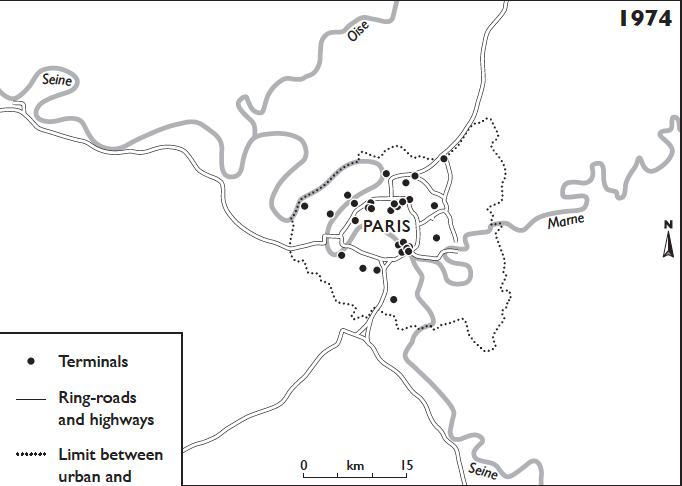 1974
Oise
Seine
Marne
PARIS
N
Terminals
Ring-roads
and highways
Limit between
urban and
0 km 15
Seine